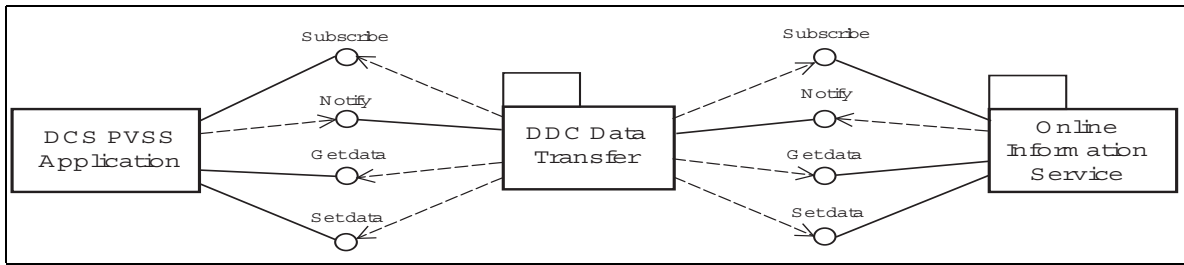 Subscribe
Notify
Getdata
Setdata
DCS PVSS
Application
DDC Data
Transfer
Subscribe
Notify
Getdata
Setdata
Online
Information
Service